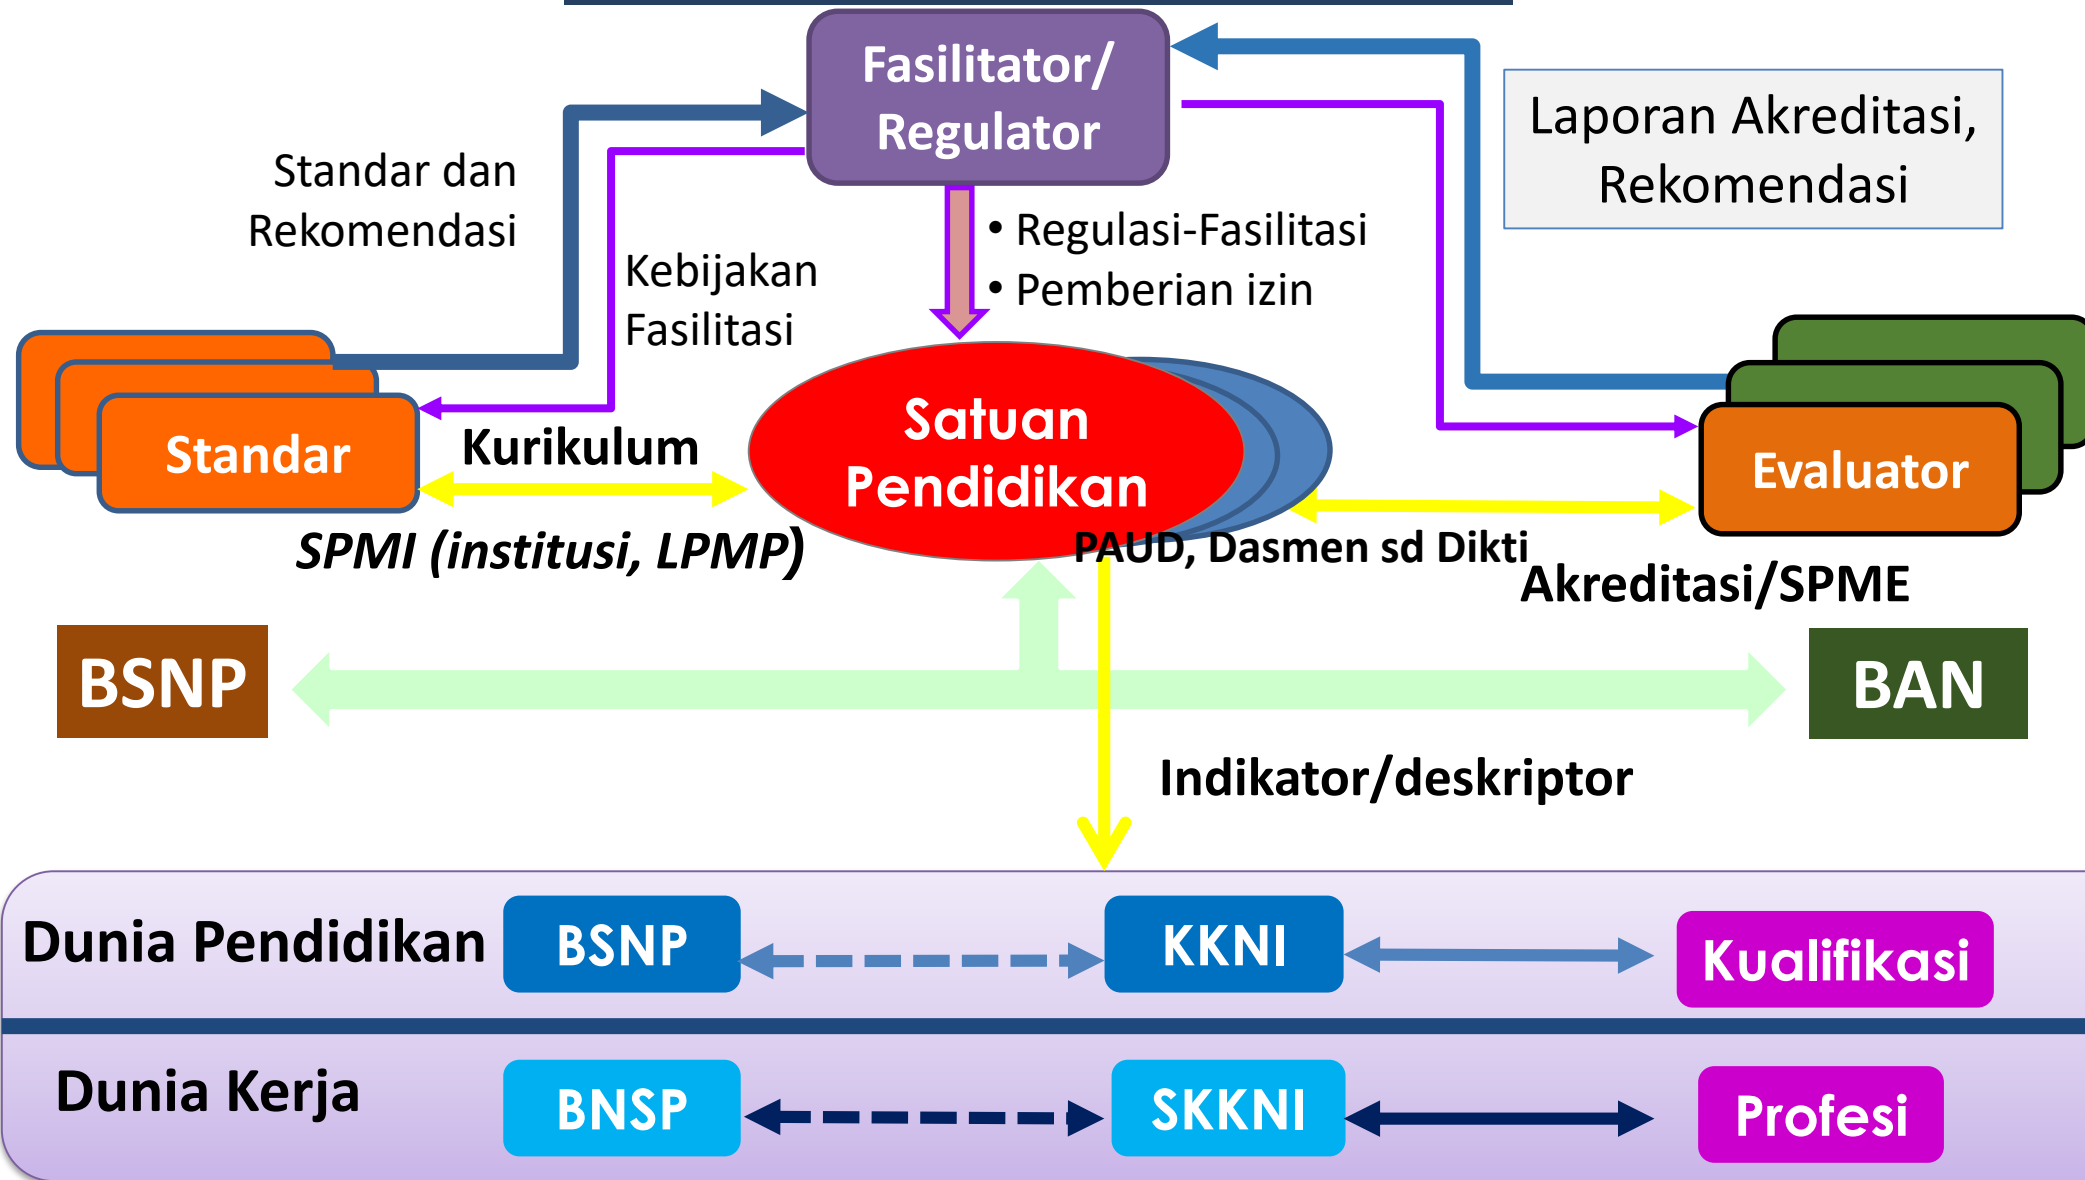 Fasilitator/
Regulator
Laporan Akreditasi,
Rekomendasi
Standar dan
Rekomendasi
• Regulasi-Fasilitasi
• Pemberian izin
Kebijakan
Fasilitasi
Standar
Kurikulum
Satuan
Pendidikan
Evaluator
SPMI (institusi, LPMP)
PAUD, Dasmen sd Dikti
Akreditasi/SPME
BSNP
BAN
Indikator/deskriptor
Dunia Pendidikan
BSNP
KKNI
Kualifikasi
Dunia Kerja
BNSP
SKKNI
Profesi